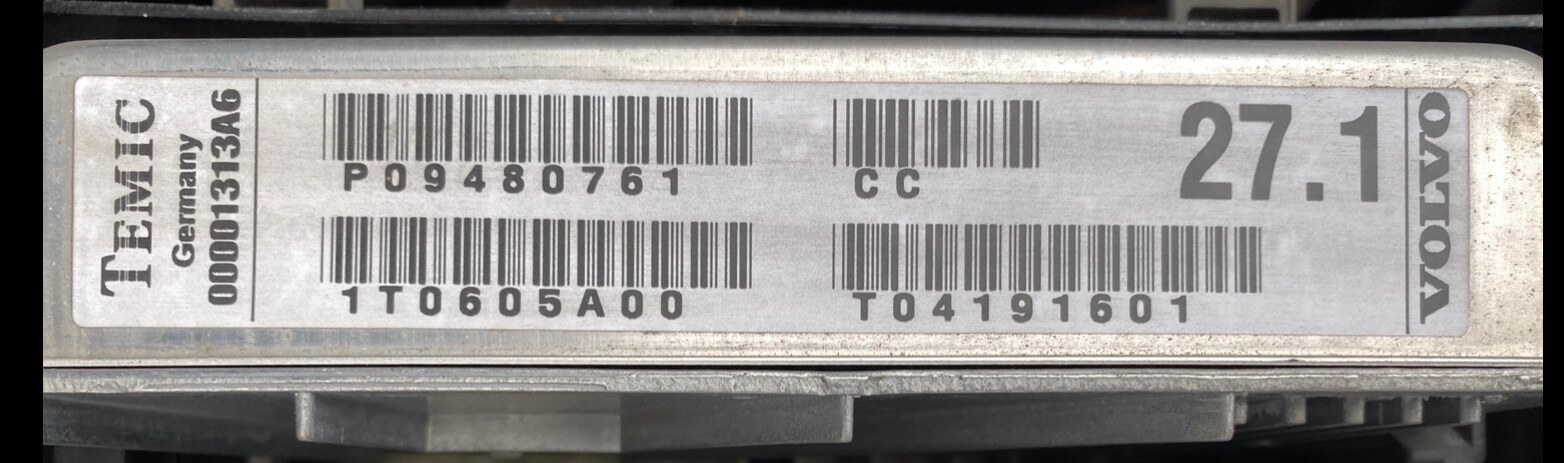 TEMIC
Germany
00001313A6
P09480761
CC
27.1
1T0605A00
T04191601
VOLVO